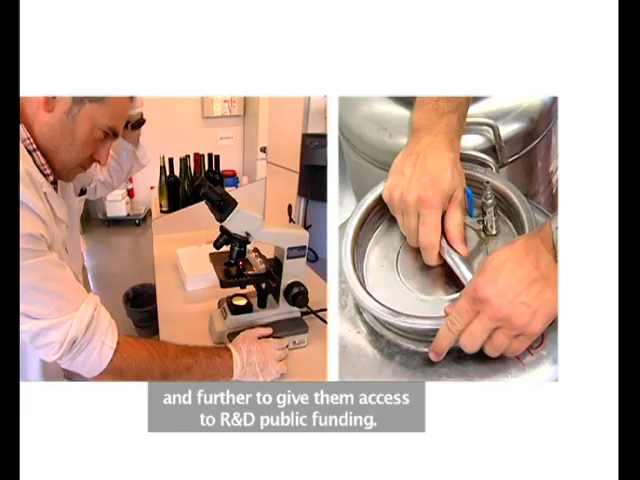 and further to give them access
to R&D public funding.